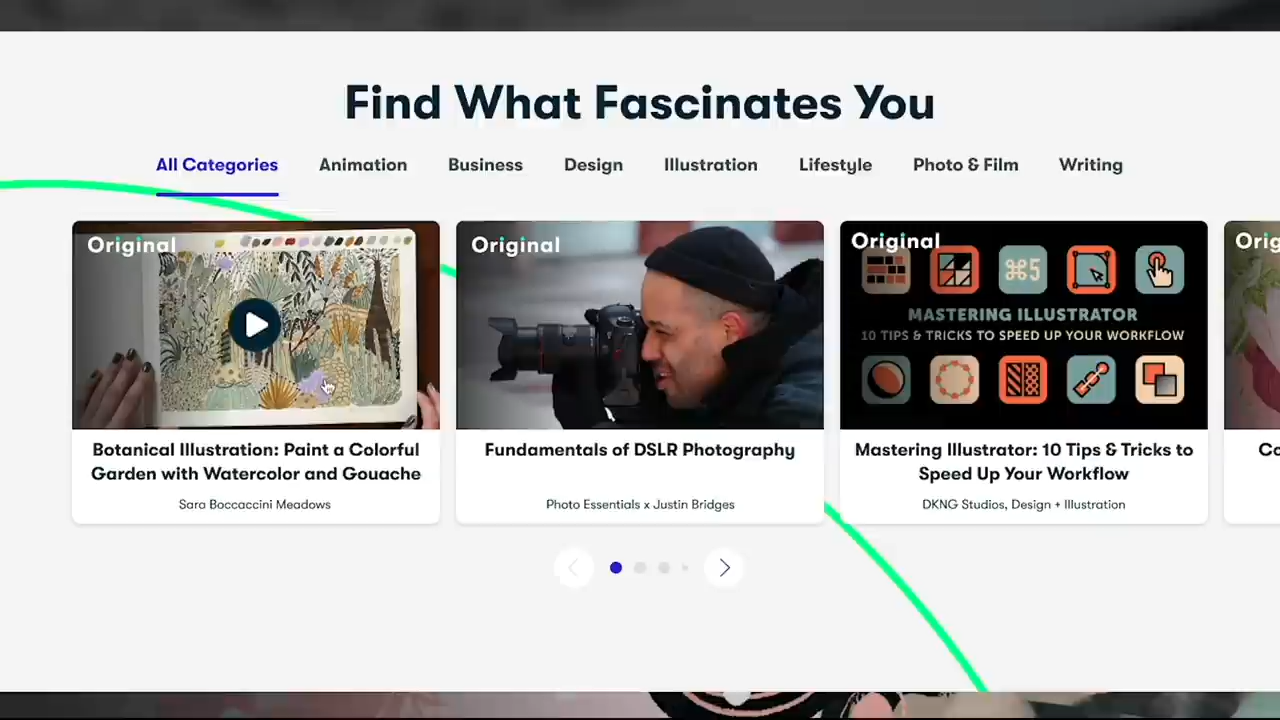 Find What Fascinates You
All Categories Animation Business Design Illustration Lifestyle Photo & Film Writing
Original
Botanical Illustration: Paint a Colorful
Garden with Watercolor and Gouache
Sara Boccaccini Meadows
Original
Fundamentals of DSLR Photography
Photo Essentials x Justin Bridges
Original
⌘5
MASTERING ILLUSTRATOR
10 TIPS & TRICKS TO SPEED UP YOUR WORKFLOW
Mastering Illustrator: 10 Tips & Tricks to
Speed Up Your Workflow
DKNG Studios, Design + Illustration
Orig
Co